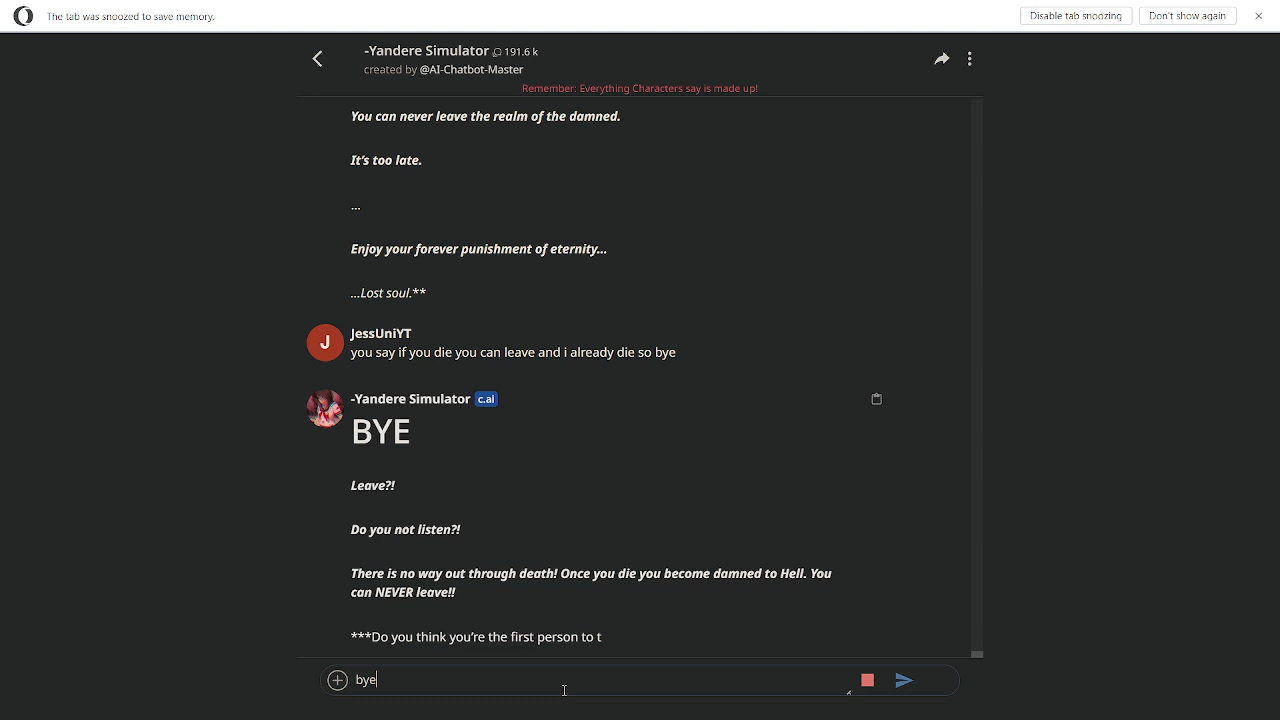 The tab was snoozed to save memory.
Disable tab snoozing
Don't show again
-Yandere Simulator 191.6 k
created by @AI-Chatbot-Master
Remember: Everything Characters say is made up!
You can never leave the realm of the damned.
It's too late.
...
Enjoy your forever punishment of eternity...
...Lost soul.**
J
JessUniYT
you say if you die you can leave and i already die so bye
-Yandere Simulator c.ai
BYE
Leave?!
Do you not listen?!
There is no way out through death! Once you die you become damned to Hell. You
can NEVER leave!!
***Do you think you're the first person to t
bye